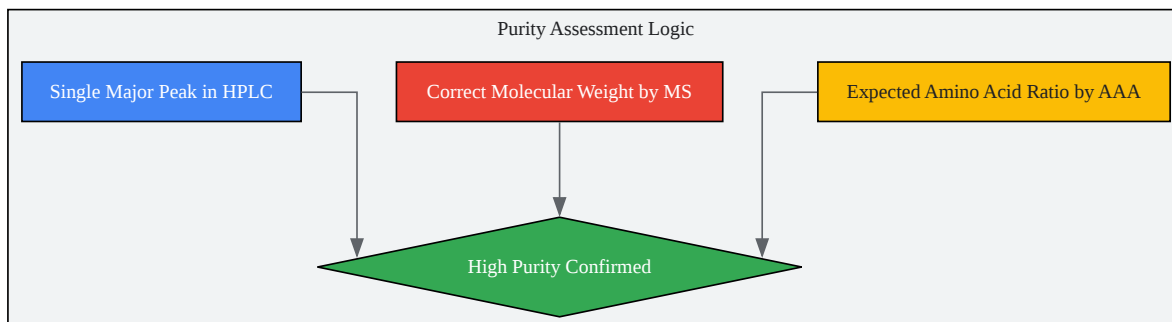 Purity Assessment Logic
Single Major Peak in HPLC
Correct Molecular Weight by MS
Expected Amino Acid Ratio by AAA
High Purity Confirmed